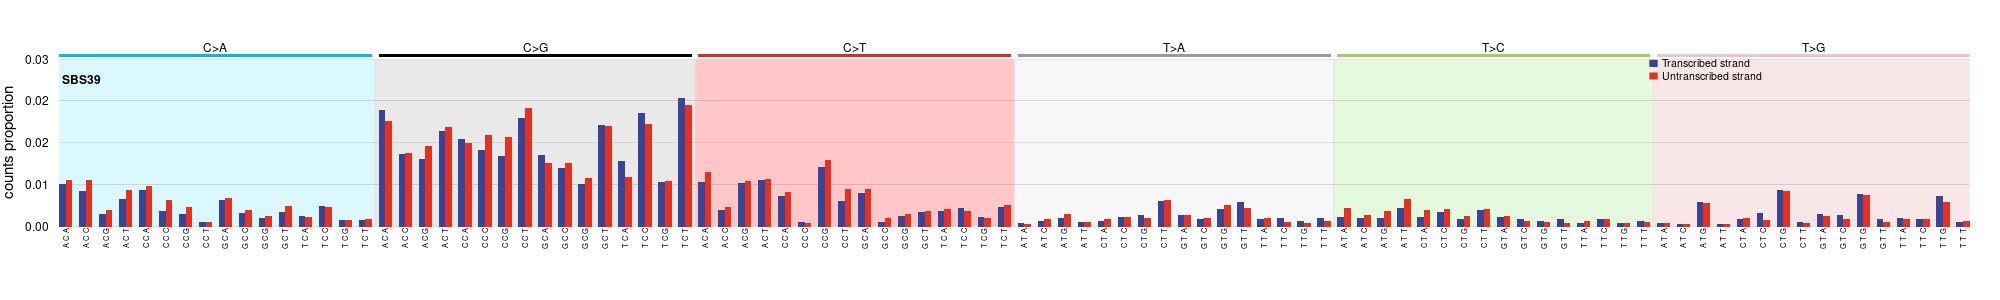 C>A C>G C>T T>A T>C T>G
0.03
SBS39
Transcribed strand
Untranscribed strand
0.02
0.02
0.01
0.00
counts proportion
ACA ACC ACG ACT CCA CCC CCG CCT GCA GCC GCG GCT TCA TCC TCG TCT ACA ACC ACG ACT CCA CCC CCG CCT GCA GCC GCG GCT TCA TCC TCG TCT ACA ACC ACG ACT CCA CCC CCG CCT GCA GCC GCG GCT TCA TCC TCG TCT ATA ATC ATG ATT CTA CTC CTG CTT GTA GTC GTG GTT TTA TTC TTG TTT ATA ATC ATG ATT CTA CTC CTG CTT GTA GTC GTG GTT TTA TTC TTG TTT ATA ATC ATG ATT CTA CTC CTG CTT GTA GTC GTG GTT TTA TTC TTG TTT